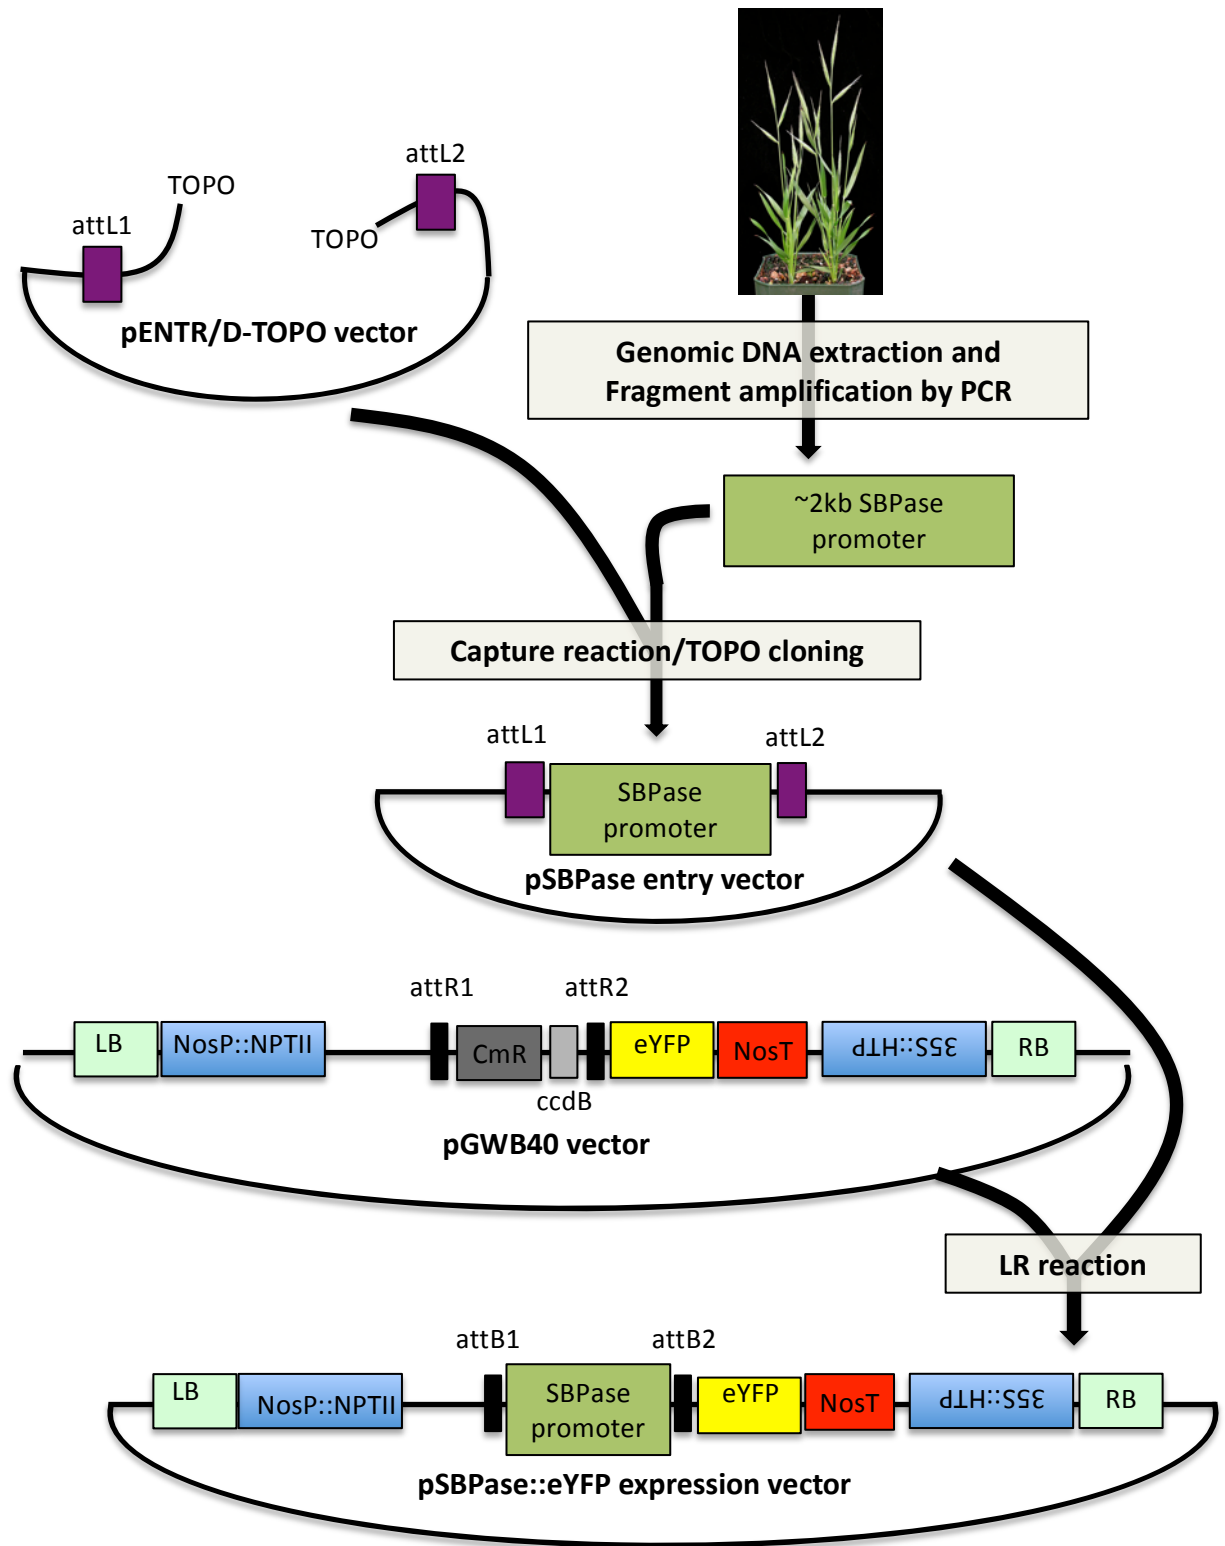 attL2
TOPO
attL1
TOPO
pENTR/D-TOPO vector
Genomic DNA extraction and
Fragment amplification by PCR
~2kb SBPase
promoter
Capture reaction/TOPO cloning
attL1
attL2
SBPase
promoter
pSBPase entry vector
attR1
attR2
LB
NosP::NPTII
CmR
ccdB
eYFP
NosT
35S::HTP
RB
pGWB40 vector
LR reaction
attB1
attB2
LB
NosP::NPTII
SBPase
promoter
eYFP
NosT
35S::HTP
RB
pSBPase::eYFP expression vector